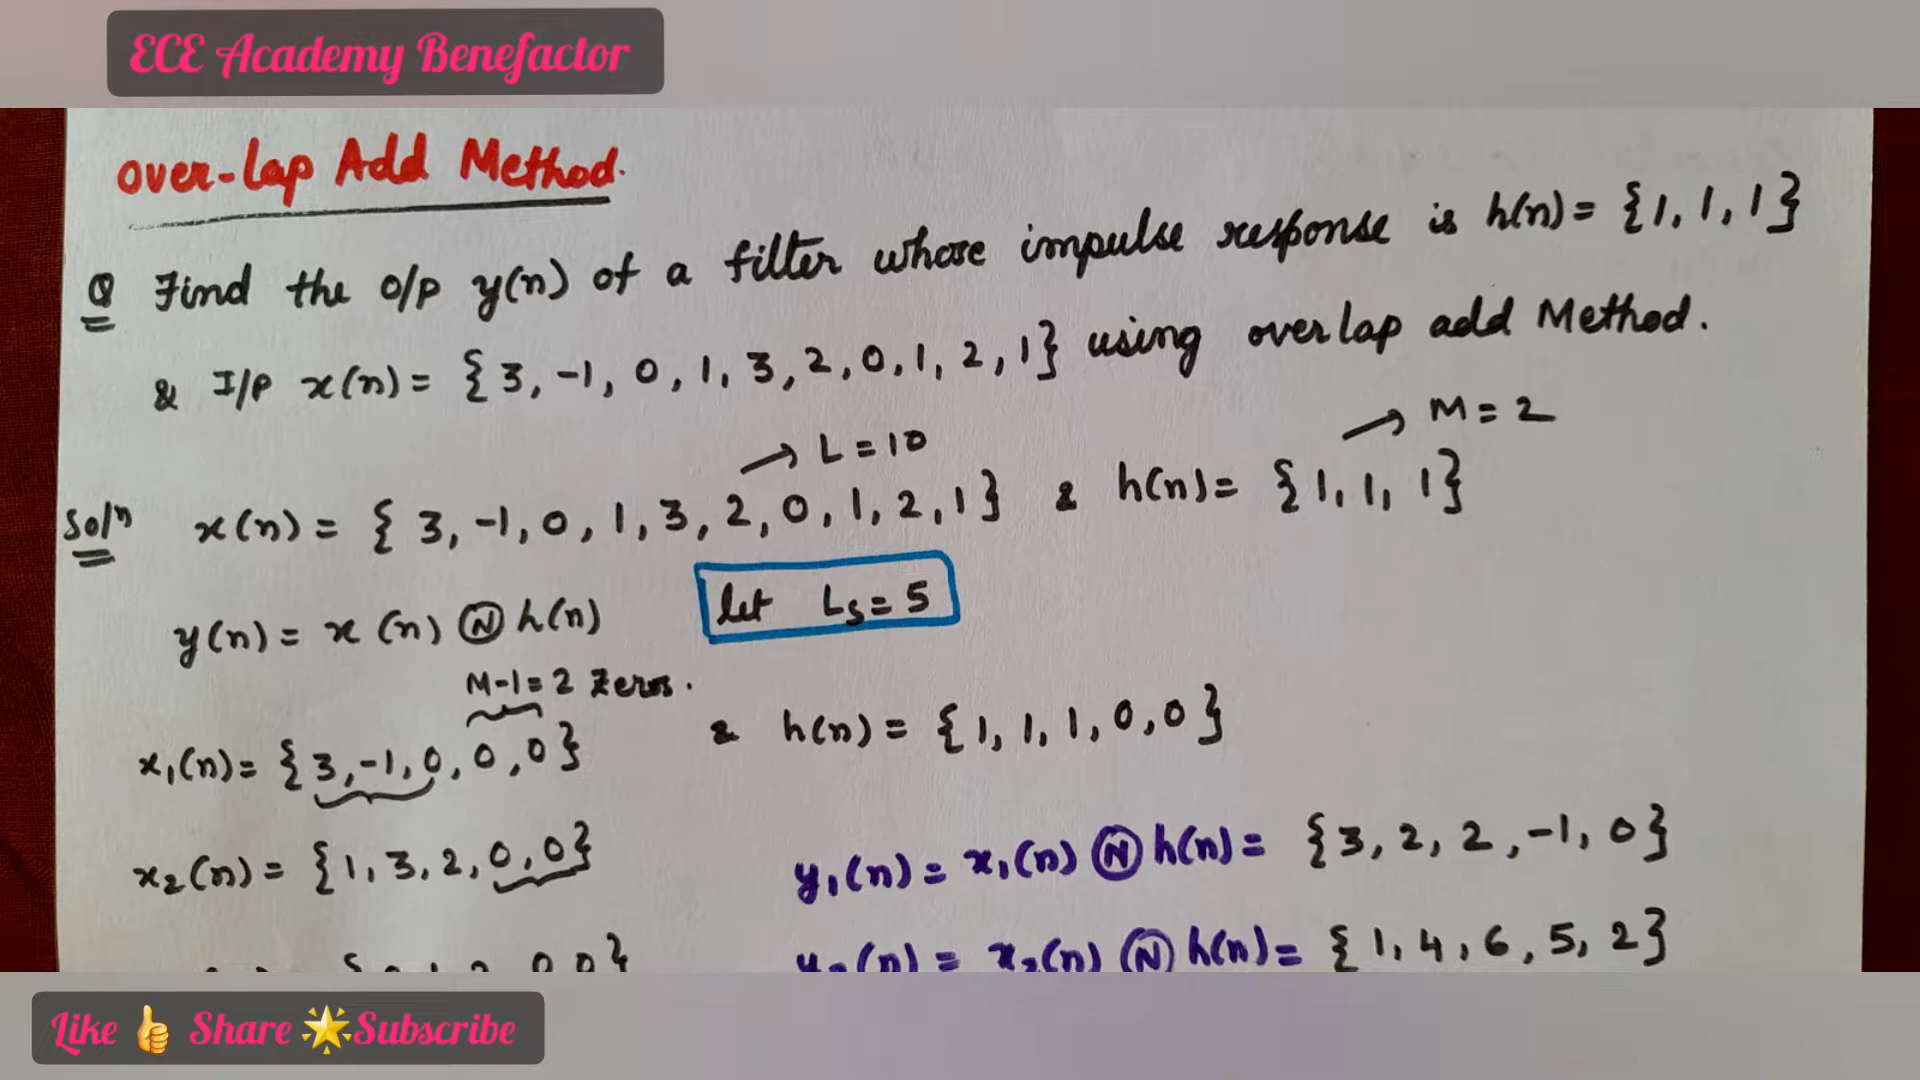 ECE Academy Benefactor
over-lap Add Method.
Q Find the o/p y(n) of a filter whose impulse response is h(n)= {1, 1, 1}
& I/P x(n)= {3, -1, 0, 1, 3, 2, 0, 1, 2, 1} using overlap add Method.
→ L = 10
→ M = 2
Solⁿ x(n) = { 3, -1, 0, 1, 3, 2, 0, 1, 2, 1} & h(n)= {1, 1, 1}
let Ls = 5
y(n) = x (n) Ⓝ h(n)
M-1=2 Zeros.
x₁(n)= {3,-1, 0, 0, 0} & h(n)= {1, 1, 1, 0, 0}
x₂(n)= {1, 3, 2, 0, 0}
y₁(n) = x₁(n) Ⓝ h(n)= {3, 2, 2, -1, 0}
y₂(n) = x₂(n) Ⓝ h(n)= {1, 4, 6, 5, 2}
Like 👍 Share 🌟Subscribe